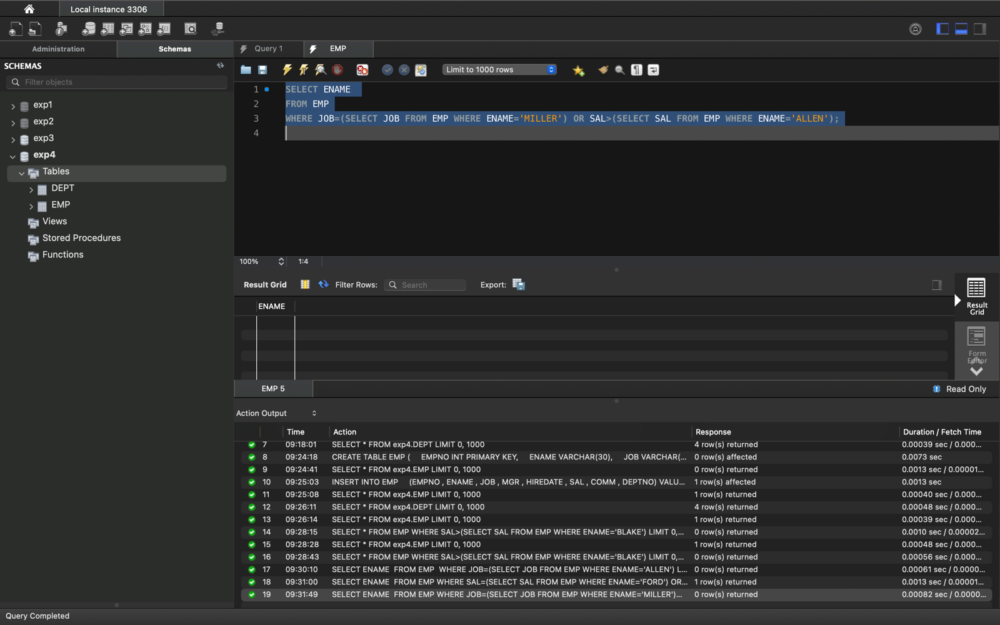 Local instance 3306
Administration
Schemas
Query 1
EMP
SCHEMAS
Filter objects
exp1
exp2
exp3
exp4
Tables
DEPT
EMP
Views
Stored Procedures
Functions
Limit to 1000 rows
1 SELECT ENAME
2 FROM EMP
3 WHERE JOB=(SELECT JOB FROM EMP WHERE ENAME='MILLER') OR SAL>(SELECT SAL FROM EMP WHERE ENAME='ALLEN');
4
100% 1:4
Result Grid Filter Rows: Search Export:
ENAME
Result Grid
Form Editor
EMP 5
Read Only
Action Output
Time Action Response Duration / Fetch Time
7 09:18:01 SELECT * FROM exp4.DEPT LIMIT 0, 1000 4 row(s) returned 0.00039 sec / 0.000...
8 09:24:18 CREATE TABLE EMP ( EMPNO INT PRIMARY KEY, ENAME VARCHAR(30), JOB VARCHAR(... 0 row(s) affected 0.0073 sec
9 09:24:41 SELECT * FROM exp4.EMP LIMIT 0, 1000 0 row(s) returned 0.0013 sec / 0.00001...
10 09:25:03 INSERT INTO EMP (EMPNO , ENAME , JOB , MGR , HIREDATE , SAL , COMM , DEPTNO) VALU... 1 row(s) affected 0.0013 sec
11 09:25:08 SELECT * FROM exp4.EMP LIMIT 0, 1000 1 row(s) returned 0.00040 sec / 0.000...
12 09:26:11 SELECT * FROM exp4.DEPT LIMIT 0, 1000 4 row(s) returned 0.00048 sec / 0.000...
13 09:26:14 SELECT * FROM exp4.EMP LIMIT 0, 1000 1 row(s) returned 0.00039 sec / 0.000...
14 09:28:15 SELECT * FROM EMP WHERE SAL>(SELECT SAL FROM EMP WHERE ENAME='BLAKE') LIMIT 0,... 0 row(s) returned 0.0010 sec / 0.00002...
15 09:28:28 SELECT * FROM exp4.EMP LIMIT 0, 1000 1 row(s) returned 0.00048 sec / 0.000...
16 09:28:43 SELECT * FROM EMP WHERE SAL>(SELECT SAL FROM EMP WHERE ENAME='BLAKE') LIMIT 0,... 0 row(s) returned 0.00056 sec / 0.000...
17 09:30:10 SELECT ENAME FROM EMP WHERE JOB=(SELECT JOB FROM EMP WHERE ENAME='ALLEN') L... 0 row(s) returned 0.00061 sec / 0.0000...
18 09:31:00 SELECT ENAME FROM EMP WHERE SAL=(SELECT SAL FROM EMP WHERE ENAME='FORD') OR... 1 row(s) returned 0.0013 sec / 0.00001...
19 09:31:49 SELECT ENAME FROM EMP WHERE JOB=(SELECT JOB FROM EMP WHERE ENAME='MILLER')... 0 row(s) returned 0.00082 sec / 0.0000...
Query Completed